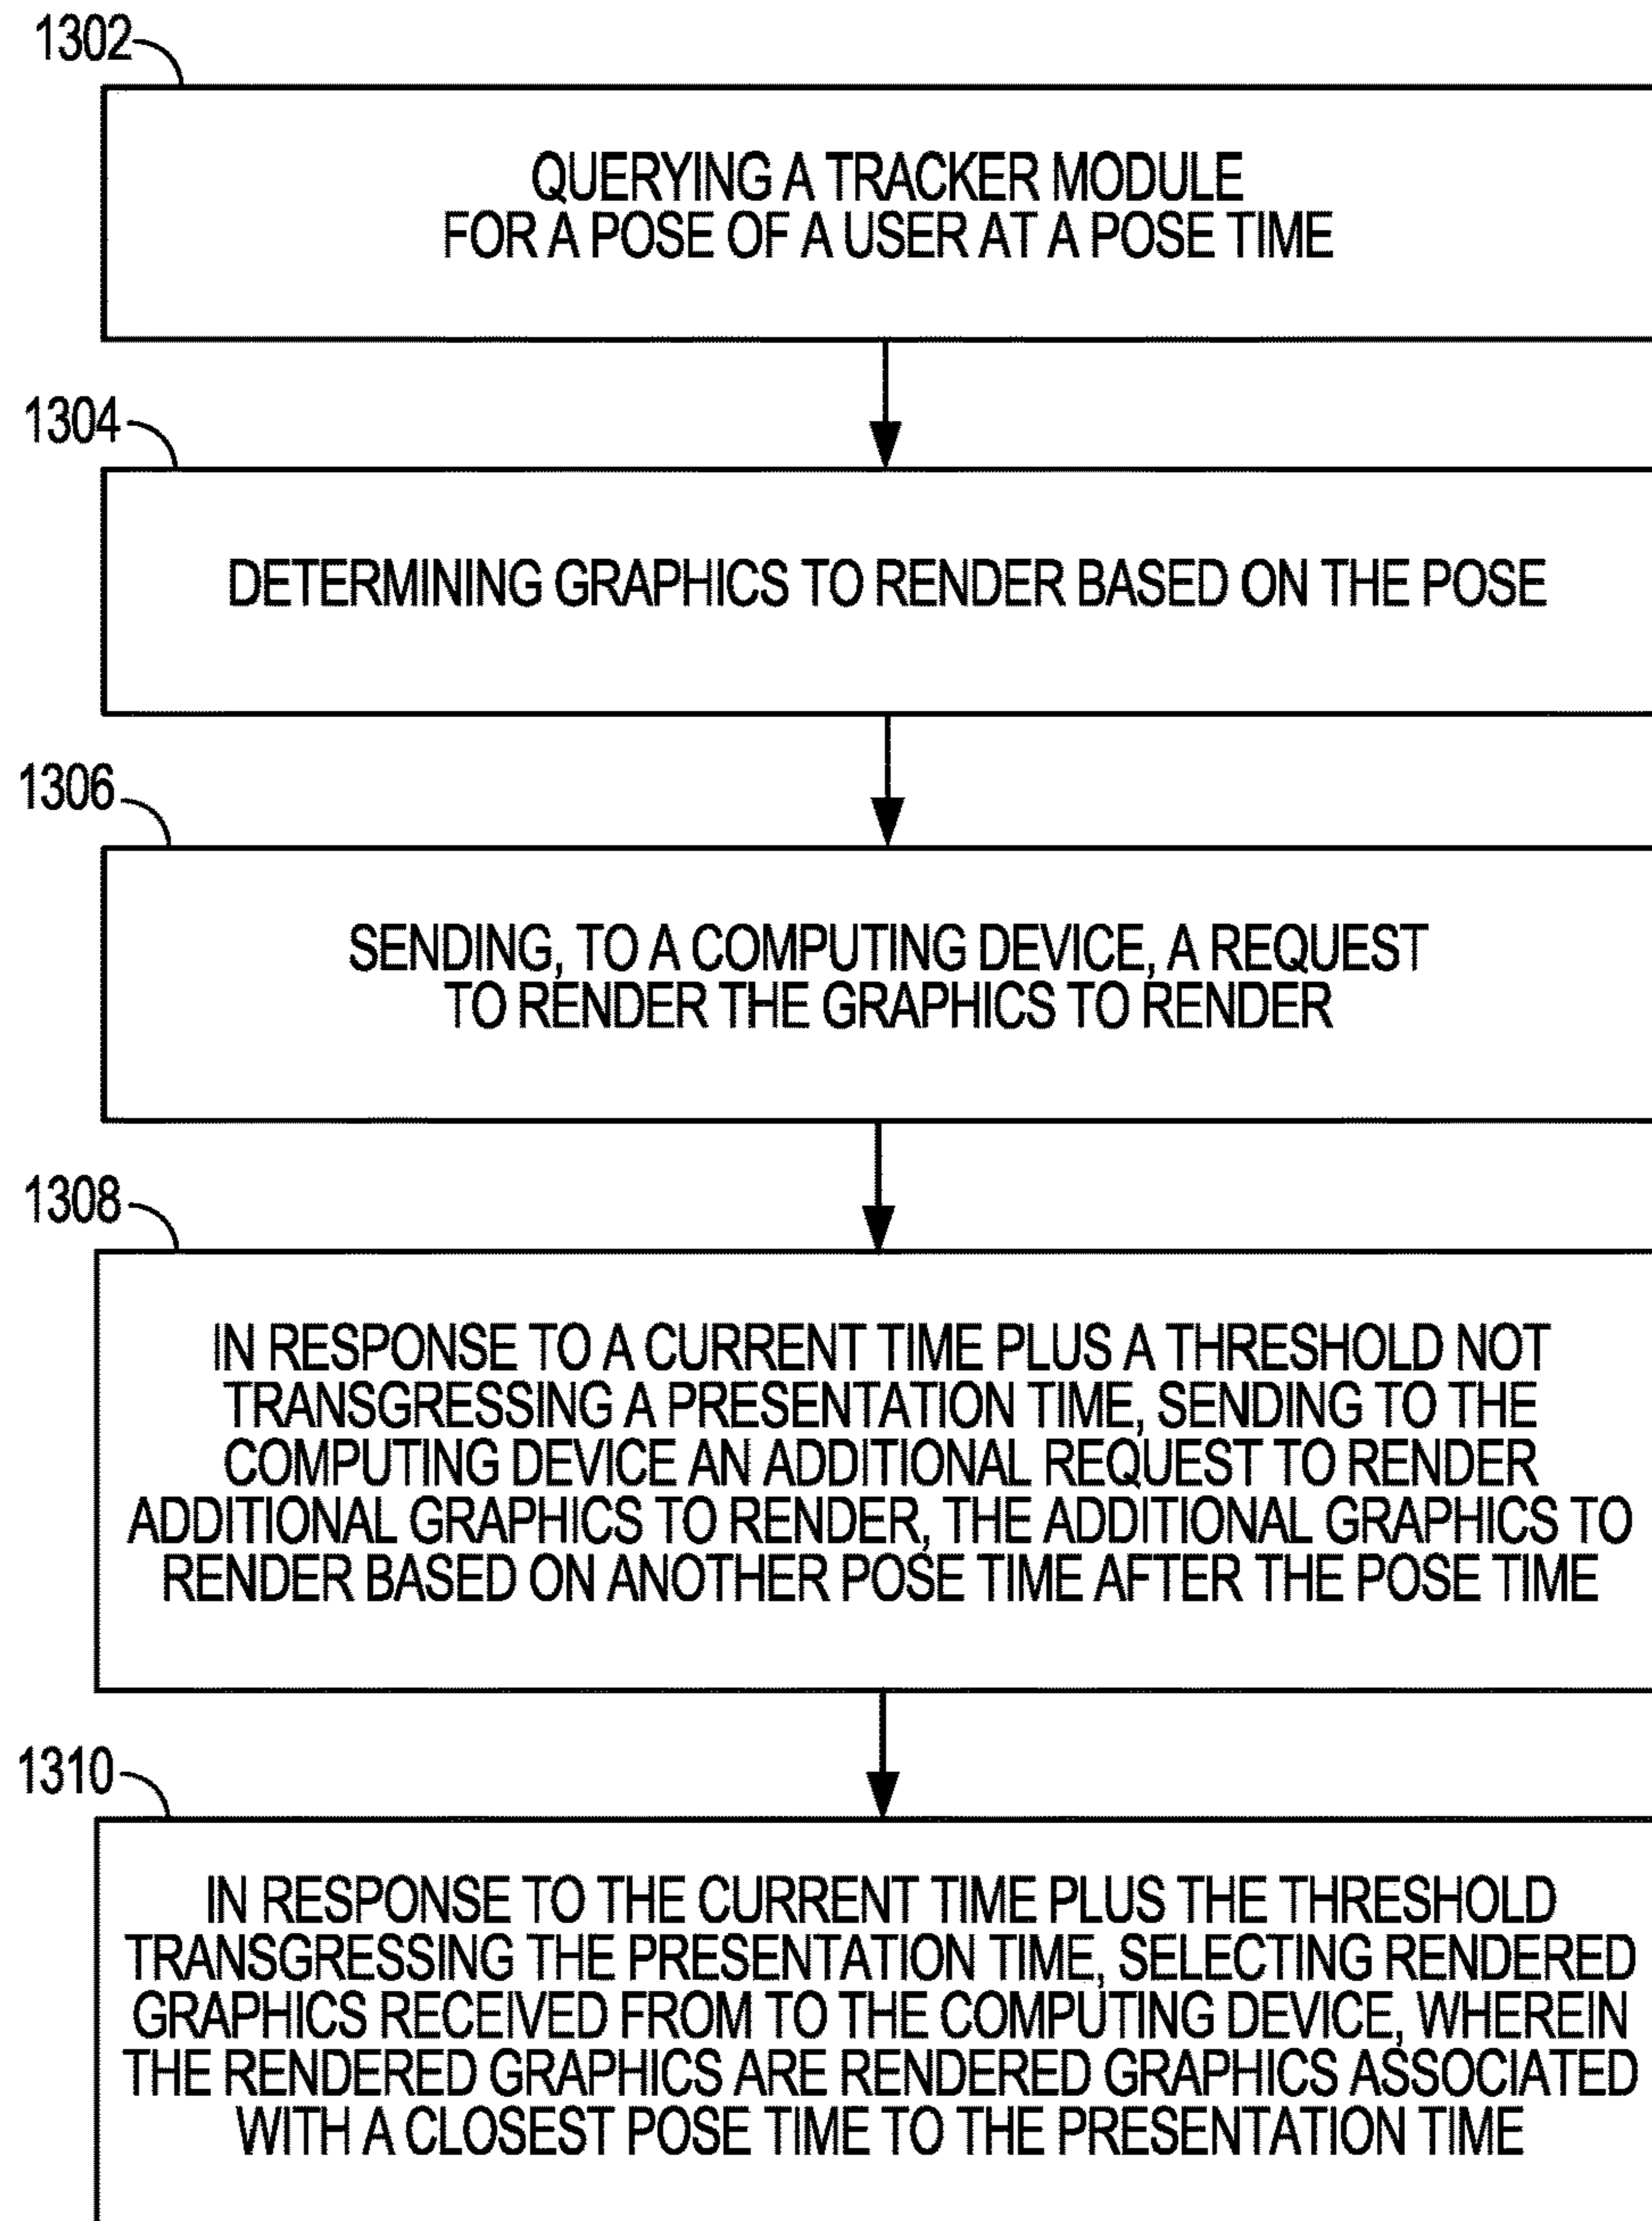 1302
QUERYING A TRACKER MODULE
FOR A POSE OF A USER AT A POSE TIME
1304
DETERMINING GRAPHICS TO RENDER BASED ON THE POSE
1306
SENDING, TO A COMPUTING DEVICE, A REQUEST
TO RENDER THE GRAPHICS TO RENDER
1308
IN RESPONSE TO A CURRENT TIME PLUS A THRESHOLD NOT
TRANSGRESSING A PRESENTATION TIME, SENDING TO THE
COMPUTING DEVICE AN ADDITIONAL REQUEST TO RENDER
ADDITIONAL GRAPHICS TO RENDER, THE ADDITIONAL GRAPHICS TO
RENDER BASED ON ANOTHER POSE TIME AFTER THE POSE TIME
1310
IN RESPONSE TO THE CURRENT TIME PLUS THE THRESHOLD
TRANSGRESSING THE PRESENTATION TIME, SELECTING RENDERED
GRAPHICS RECEIVED FROM TO THE COMPUTING DEVICE, WHEREIN
THE RENDERED GRAPHICS ARE RENDERED GRAPHICS ASSOCIATED
WITH A CLOSEST POSE TIME TO THE PRESENTATION TIME